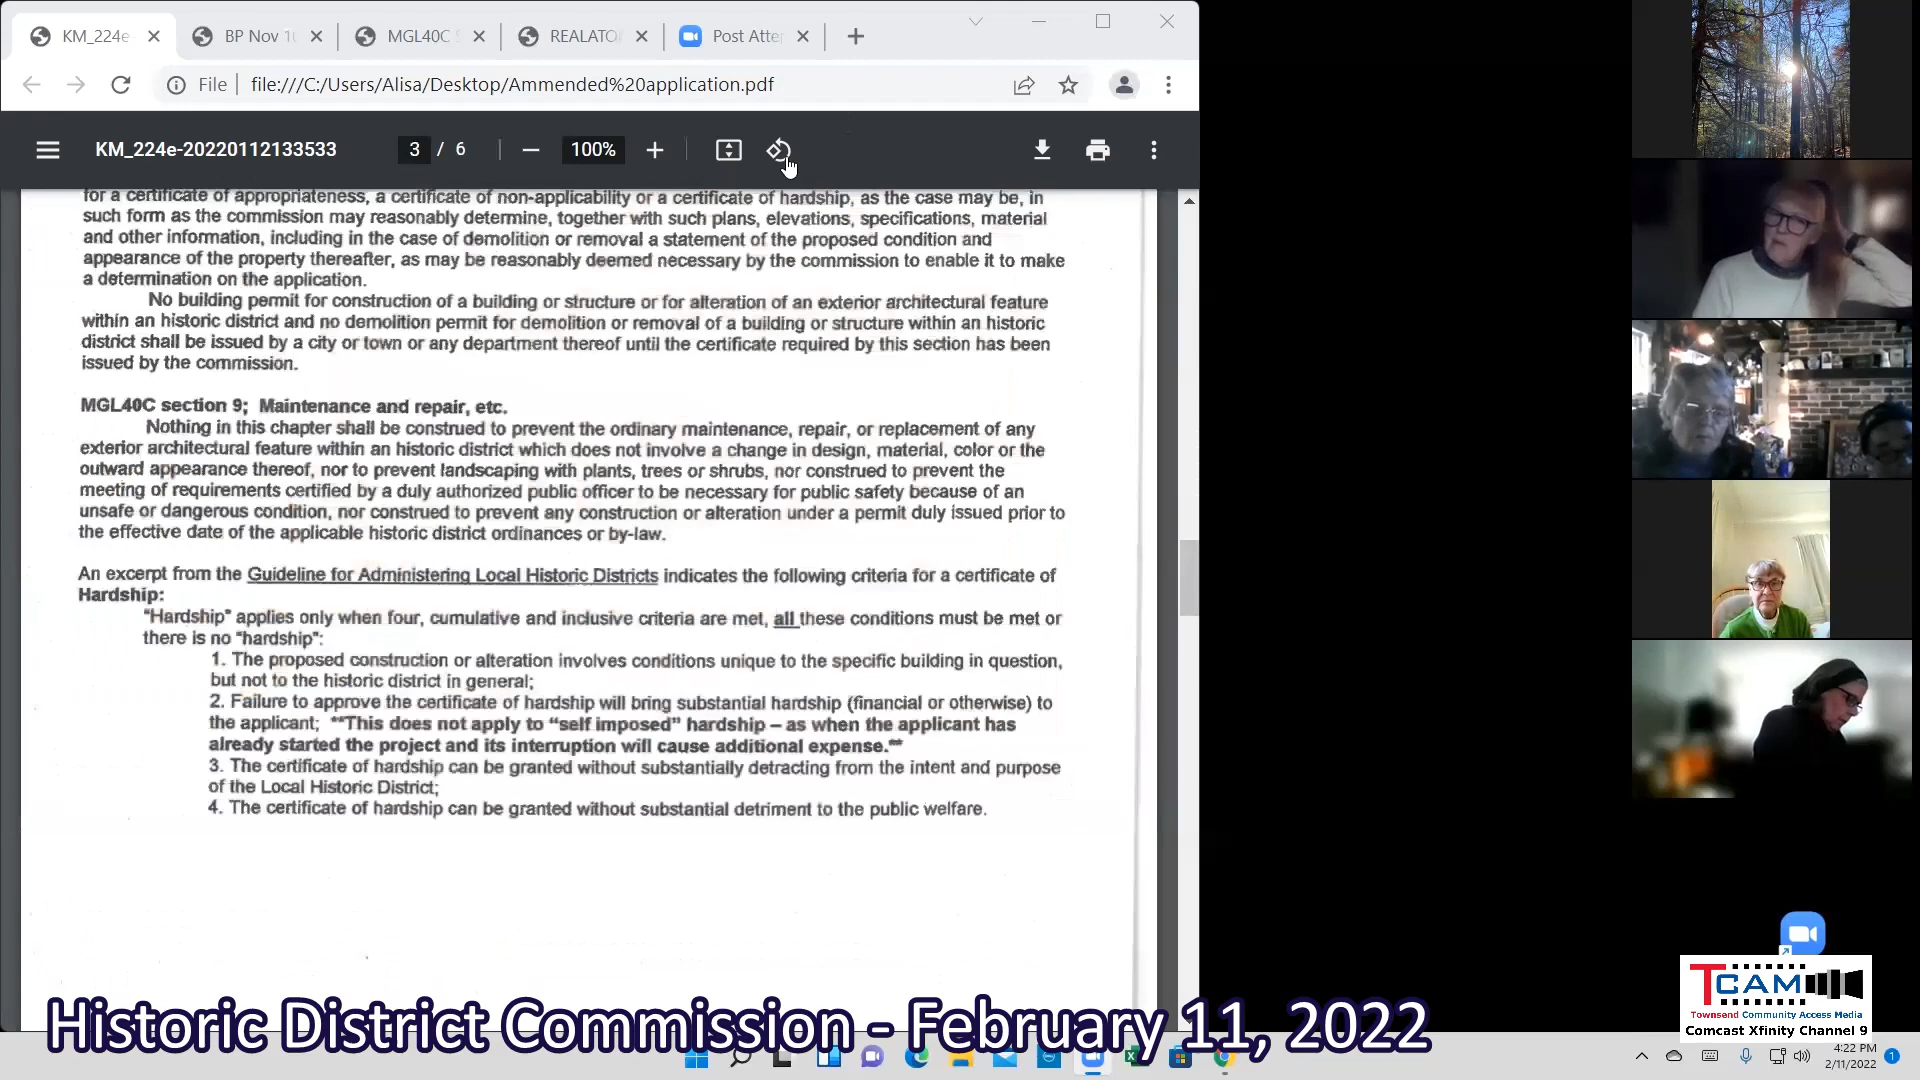 KM_224e-
BP Nov 10
MGL40C
REALATO
Post Atte
File
file:///C:/Users/Alisa/Desktop/Ammended%20application.pdf
KM_224e-20220112133533
3 / 6
100%
for a certificate of appropriateness, a certificate of non-applicability or a certificate of hardship, as the case may be, in
such form as the commission may reasonably determine, together with such plans, elevations, specifications, material
and other information, including in the case of demolition or removal a statement of the proposed condition and
appearance of the property thereafter, as may be reasonably deemed necessary by the commission to enable it to make
a determination on the application.
No building permit for construction of a building or structure or for alteration of an exterior architectural feature
within an historic district and no demolition permit for demolition or removal of a building or structure within an historic
district shall be issued by a city or town or any department thereof until the certificate required by this section has been
issued by the commission.
MGL40C section 9; Maintenance and repair, etc.
Nothing in this chapter shall be construed to prevent the ordinary maintenance, repair, or replacement of any
exterior architectural feature within an historic district which does not involve a change in design, material, color or the
outward appearance thereof, nor to prevent landscaping with plants, trees or shrubs, nor construed to prevent the
meeting of requirements certified by a duly authorized public officer to be necessary for public safety because of an
unsafe or dangerous condition, nor construed to prevent any construction or alteration under a permit duly issued prior to
the effective date of the applicable historic district ordinances or by-law.
An excerpt from the Guideline for Administering Local Historic Districts indicates the following criteria for a certificate of
Hardship:
"Hardship" applies only when four, cumulative and inclusive criteria are met, all these conditions must be met or
there is no "hardship":
1. The proposed construction or alteration involves conditions unique to the specific building in question,
but not to the historic district in general;
2. Failure to approve the certificate of hardship will bring substantial hardship (financial or otherwise) to
the applicant; **This does not apply to "self imposed" hardship – as when the applicant has
already started the project and its interruption will cause additional expense.**
3. The certificate of hardship can be granted without substantially detracting from the intent and purpose
of the Local Historic District;
4. The certificate of hardship can be granted without substantial detriment to the public welfare.
TCAM
Townsend Community Access Media
Comcast Xfinity Channel 9
Historic District Commission - February 11, 2022
4:22 PM
2/11/2022
1